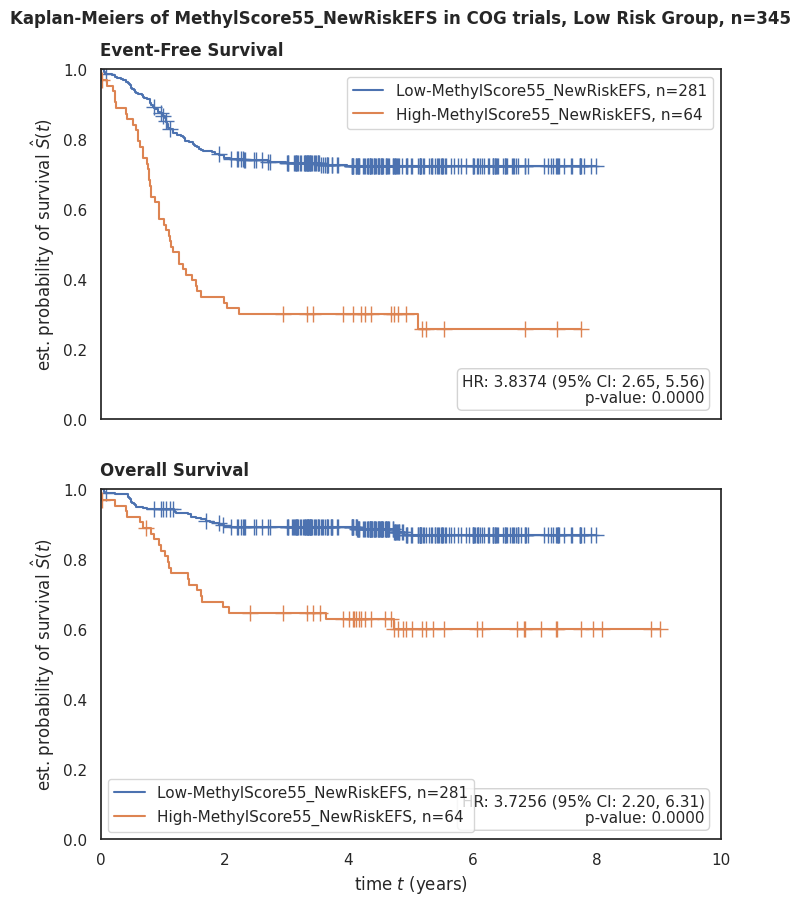 Kaplan-Meiers of MethylScore55_NewRiskEFS in COG trials, Low Risk Group, n=345
Event-Free Survival
est. probability of survival Ŝ(t)
1.0
0.8
0.6
0.4
0.2
0.0
Low-MethylScore55_NewRiskEFS, n=281
High-MethylScore55_NewRiskEFS, n=64
HR: 3.8374 (95% CI: 2.65, 5.56)
p-value: 0.0000
Overall Survival
est. probability of survival Ŝ(t)
1.0
0.8
0.6
0.4
0.2
0.0
Low-MethylScore55_NewRiskEFS, n=281
High-MethylScore55_NewRiskEFS, n=64
HR: 3.7256 (95% CI: 2.20, 6.31)
p-value: 0.0000
0 2 4 6 8 10
time t (years)